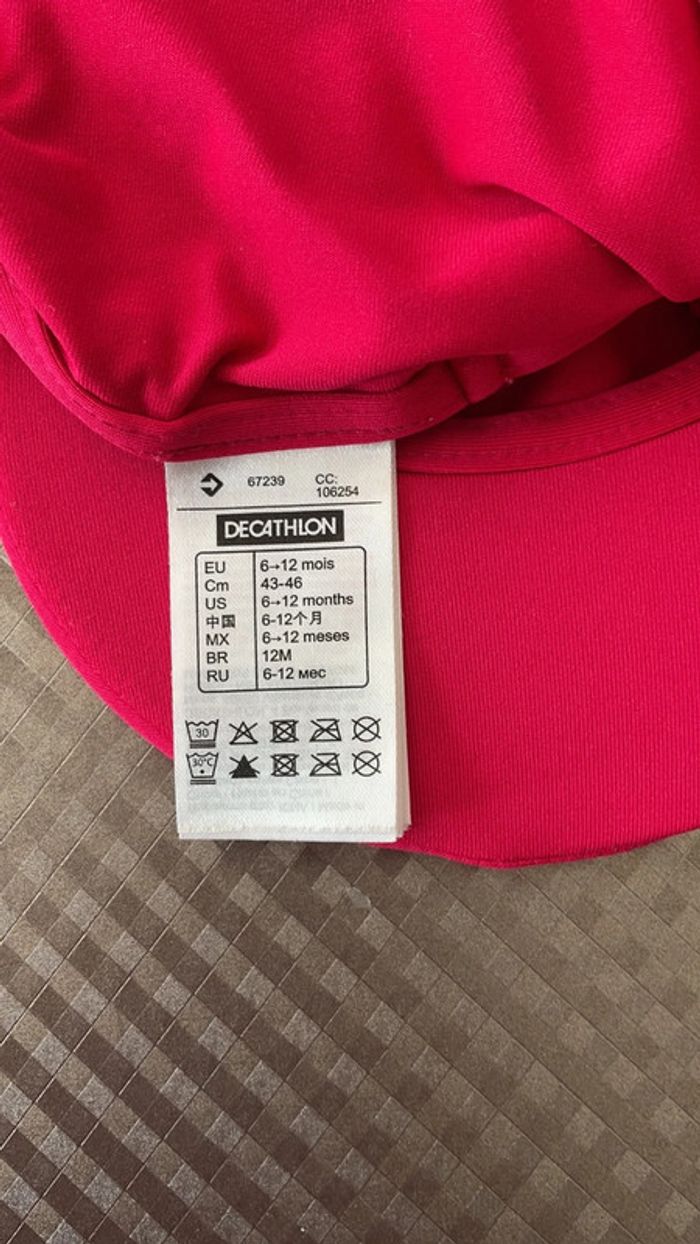 67239 CC: 106254
DECATHLON
EU 6→12 mois
Cm 43-46
US 6→12 months
中国 6-12个月
MX 6→12 meses
BR 12M
RU 6-12 мес
30
30°C